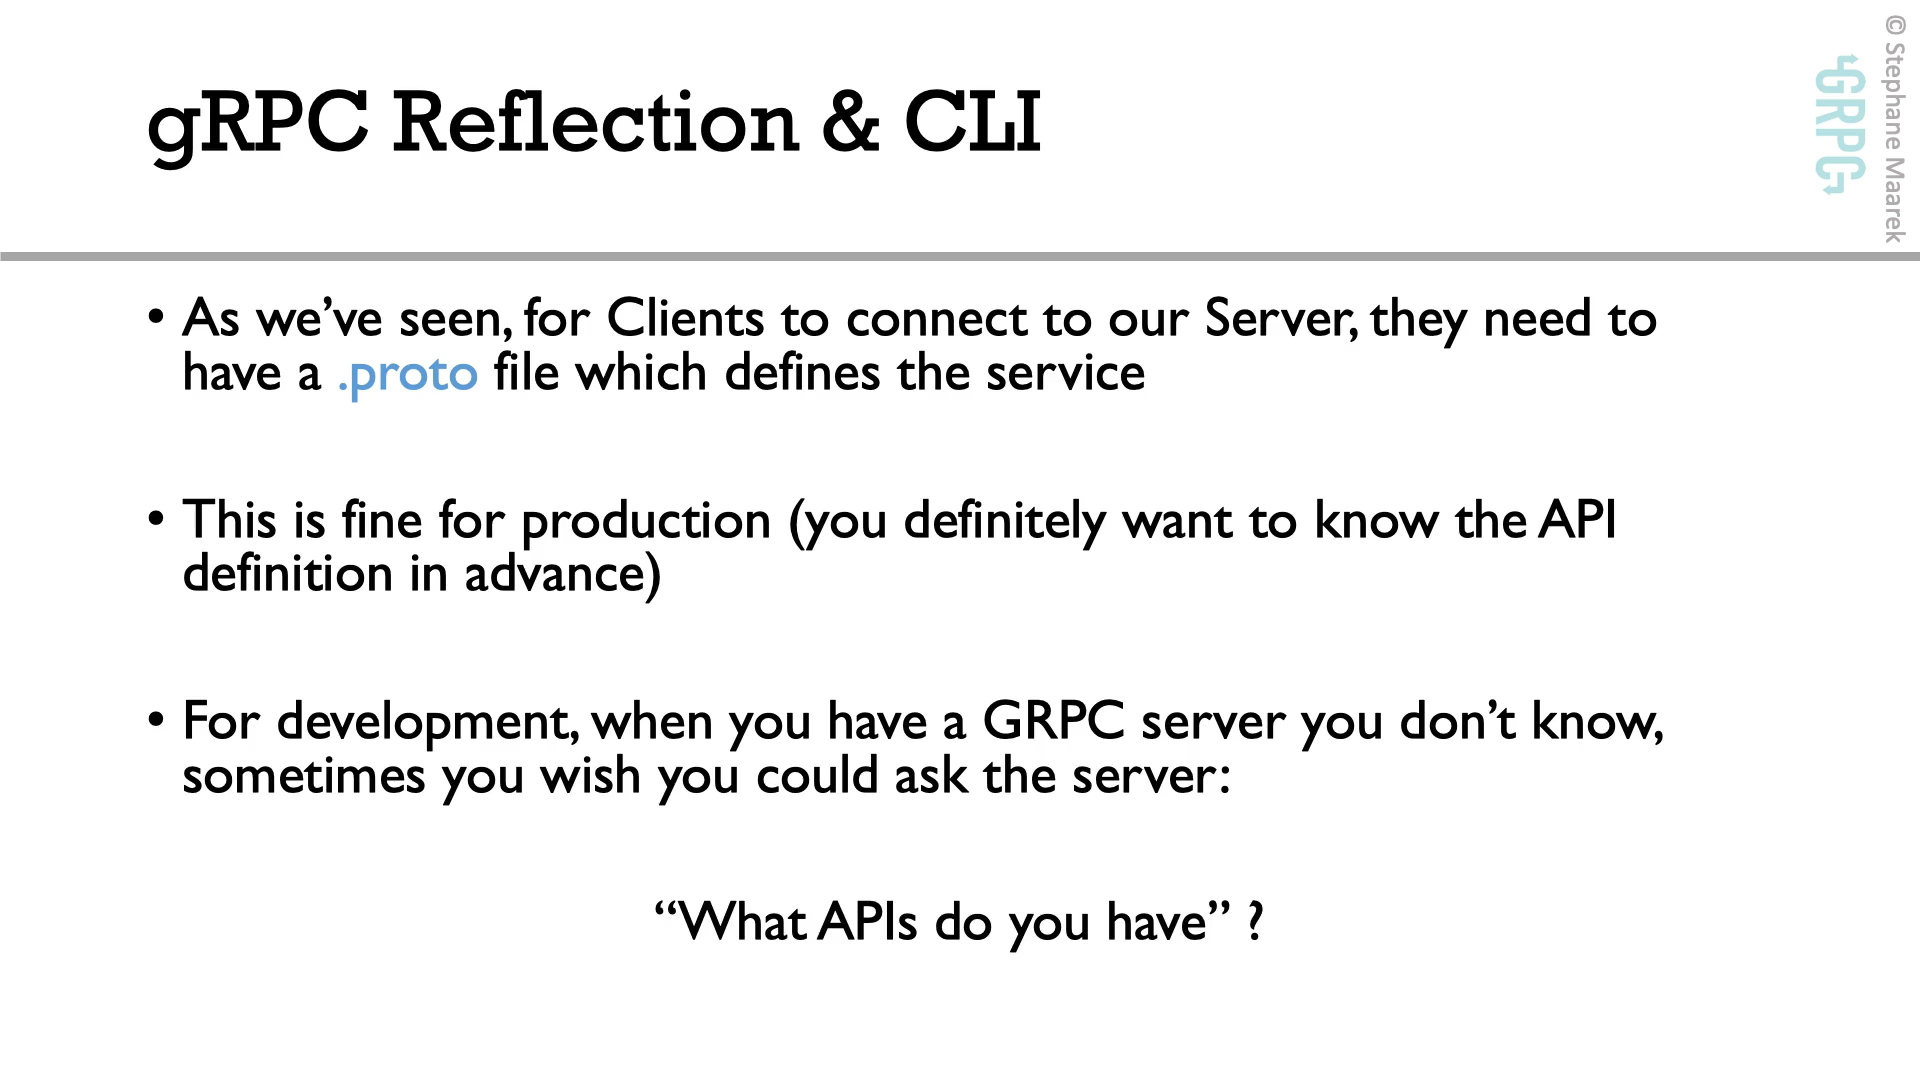 gRPC Reflection & CLI
GRPC
© Stephane Maarek
• As we’ve seen, for Clients to connect to our Server, they need to
have a .proto file which defines the service
• This is fine for production (you definitely want to know the API
definition in advance)
• For development, when you have a GRPC server you don’t know,
sometimes you wish you could ask the server:
“What APIs do you have” ?